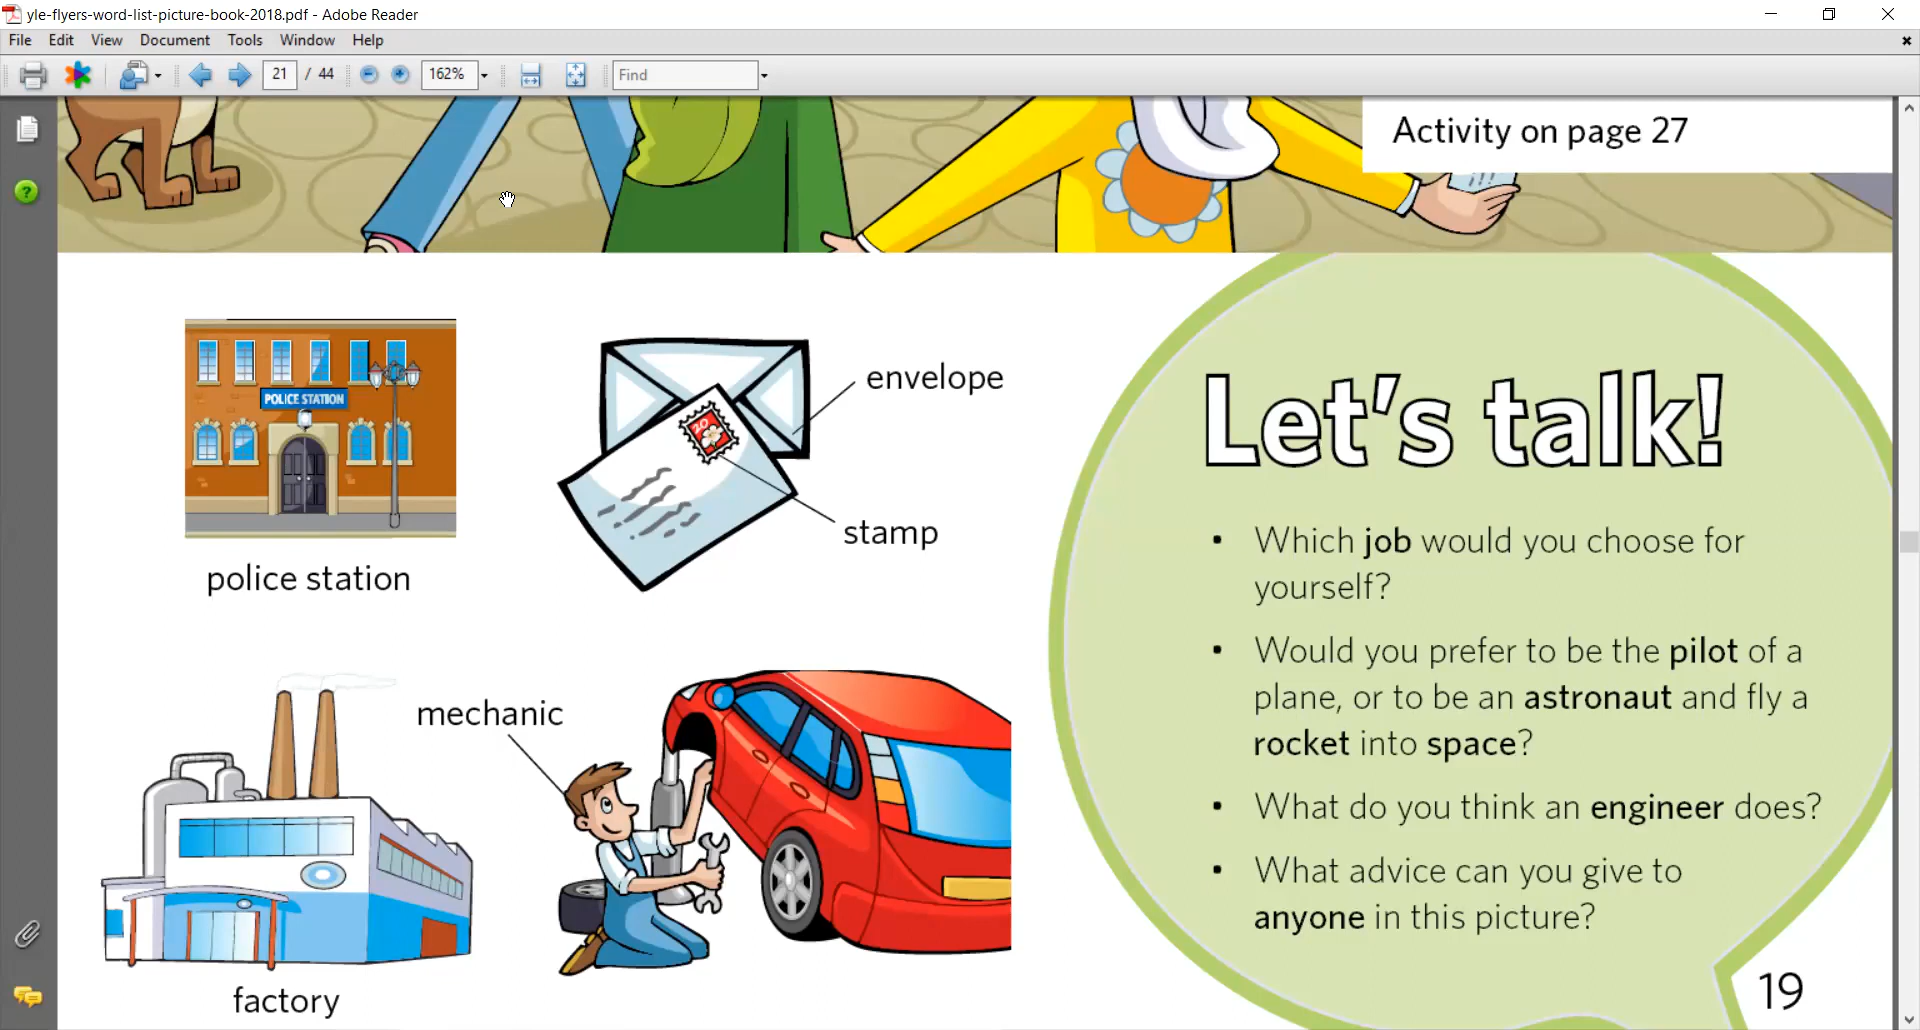 yle-flyers-word-list-picture-book-2018.pdf - Adobe Reader
File Edit View Document Tools Window Help
21 / 44 162% Find
Activity on page 27
POLICE STATION
police station
20
envelope
stamp
mechanic
factory
Let's talk!
• Which job would you choose for
yourself?
• Would you prefer to be the pilot of a
plane, or to be an astronaut and fly a
rocket into space?
• What do you think an engineer does?
• What advice can you give to
anyone in this picture?
19